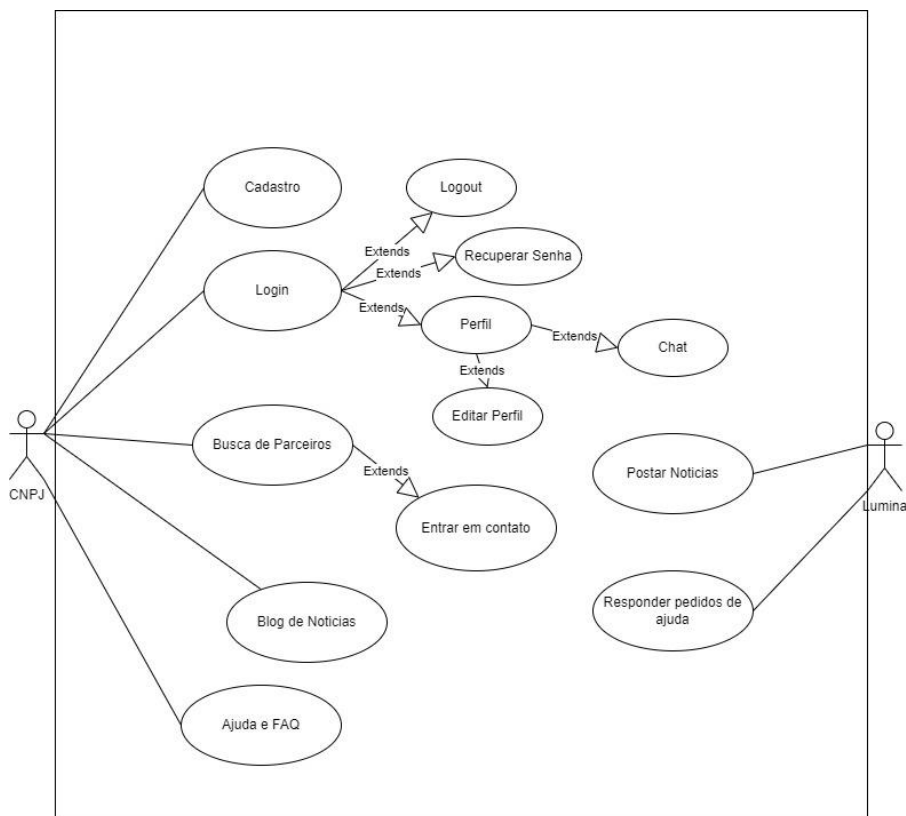 Cadastro
Logout
Extends
Recuperar Senha
Extends
Login
Extends
Perfil
Extends
Chat
Extends
Editar Perfil
Busca de Parceiros
Extends
Entrar em contato
Postar Noticias
CNPJ
Lumina
Blog de Noticias
Responder pedidos de
ajuda
Ajuda e FAQ